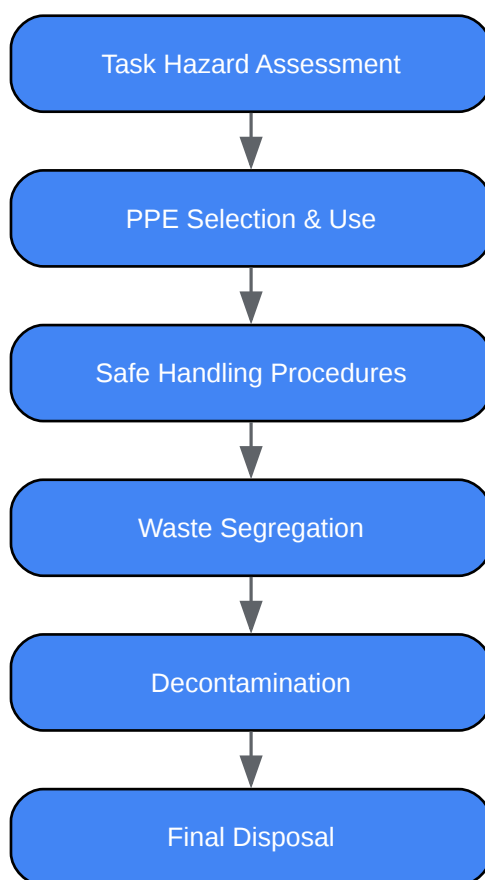 Task Hazard Assessment
PPE Selection & Use
Safe Handling Procedures
Waste Segregation
Decontamination
Final Disposal